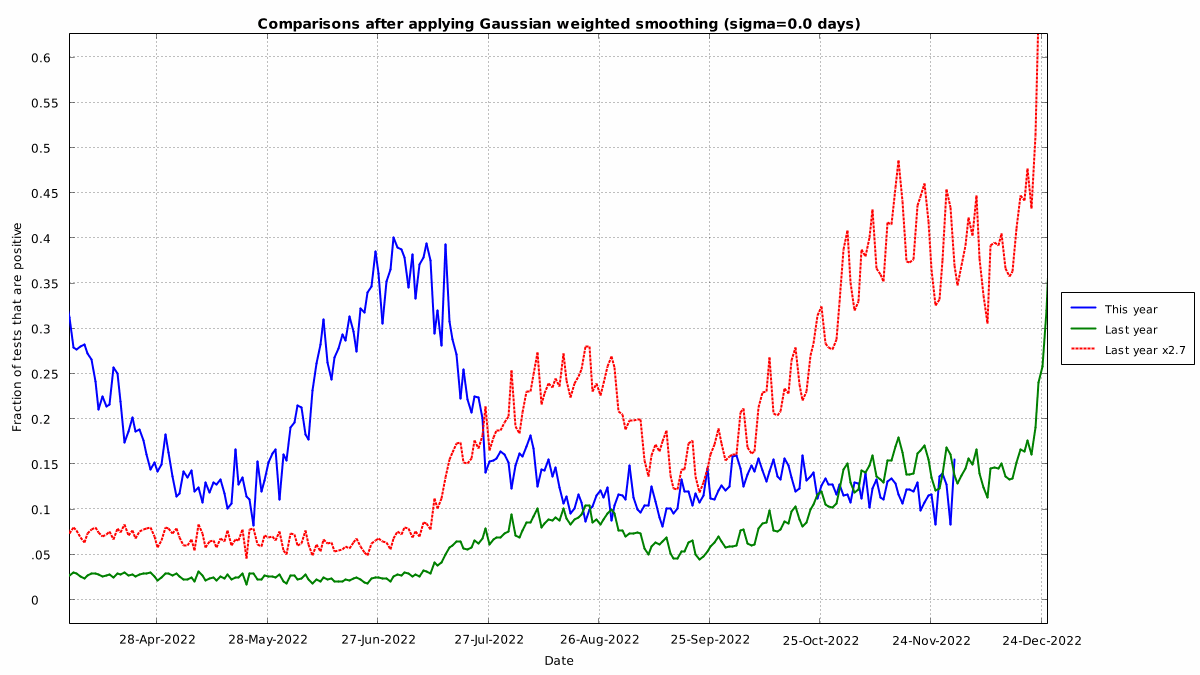 Comparisons after applying Gaussian weighted smoothing (sigma=0.0 days)
0.6
0.55
0.5
0.45
0.4
0.35
0.3
0.25
0.2
0.15
0.1
.05
0
Fraction of tests that are positive
28-Apr-2022 28-May-2022 27-Jun-2022 27-Jul-2022 26-Aug-2022 25-Sep-2022 25-Oct-2022 24-Nov-2022 24-Dec-2022
Date
This year
Last year
Last year x2.7